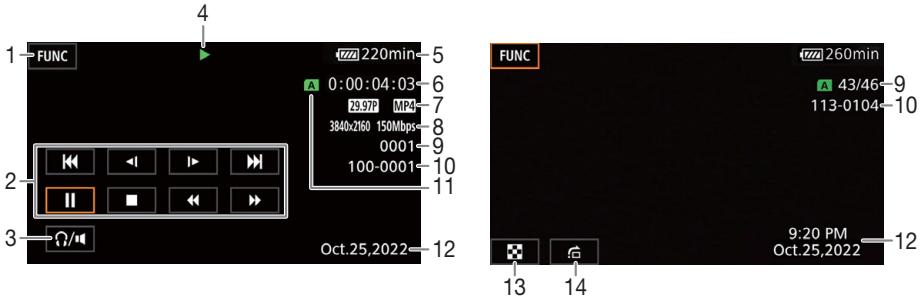 4
1 FUNC 220min 5
A 0:00:04:03 6
29.97P MP4 7
3840x2160 150Mbps 8
0001 9
100-0001 10
11
2
3
Oct.25,2022 12
FUNC 260min
A 43/46 9
113-0104 10
9:20 PM
Oct.25,2022 12
13 14